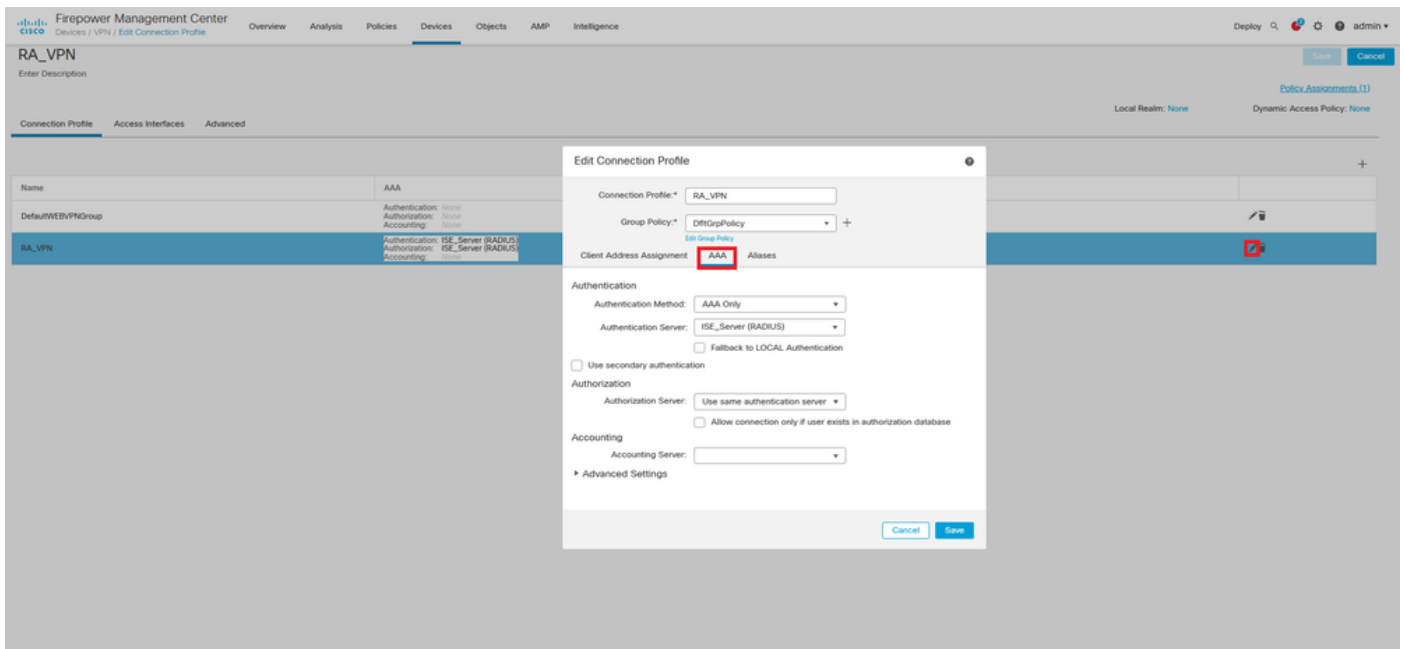 CISCO
Firepower Management Center
Devices / VPN / Edit Connection Profile
Overview Analysis Policies Devices Objects AMP Intelligence
Deploy admin
RA_VPN
Save Cancel
Enter Description
Policy Assignments (1)
Local Realm: None Dynamic Access Policy: None
Connection Profile Access Interfaces Advanced
Name AAA
DefaultWEBVPNGroup
Authentication: None
Authorization: None
Accounting: None
RA_VPN
Authentication: ISE_Server (RADIUS)
Authorization: ISE_Server (RADIUS)
Accounting: None
Edit Connection Profile
Connection Profile:* RA_VPN
Group Policy:* DfltGrpPolicy
Edit Group Policy
Client Address Assignment AAA Aliases
Authentication
Authentication Method: AAA Only
Authentication Server: ISE_Server (RADIUS)
Fallback to LOCAL Authentication
Use secondary authentication
Authorization
Authorization Server: Use same authentication server
Allow connection only if user exists in authorization database
Accounting
Accounting Server:
Advanced Settings
Cancel Save